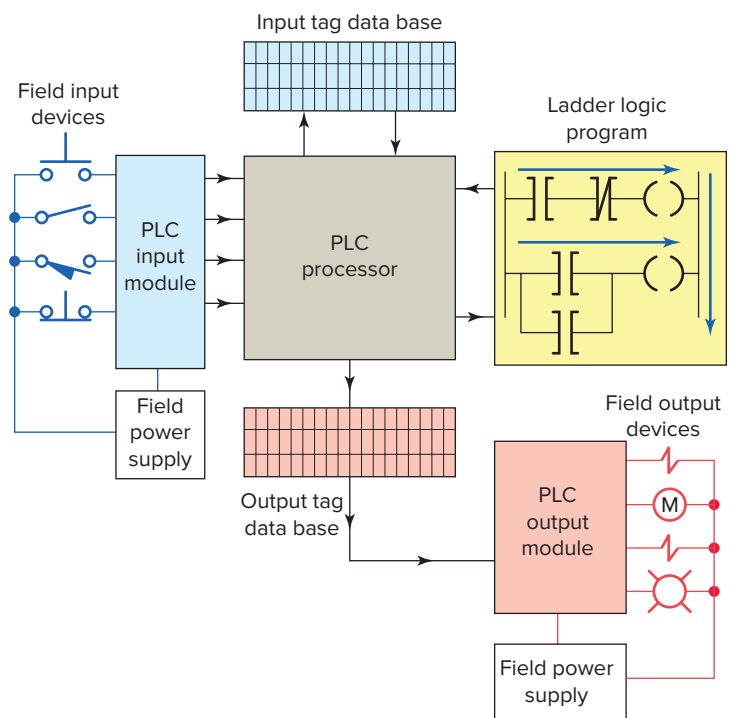 Input tag data base
Field input
devices
Ladder logic
program
PLC
input
module
PLC
processor
Field
power
supply
Output tag
data base
Field output
devices
PLC
output
module
M
Field power
supply